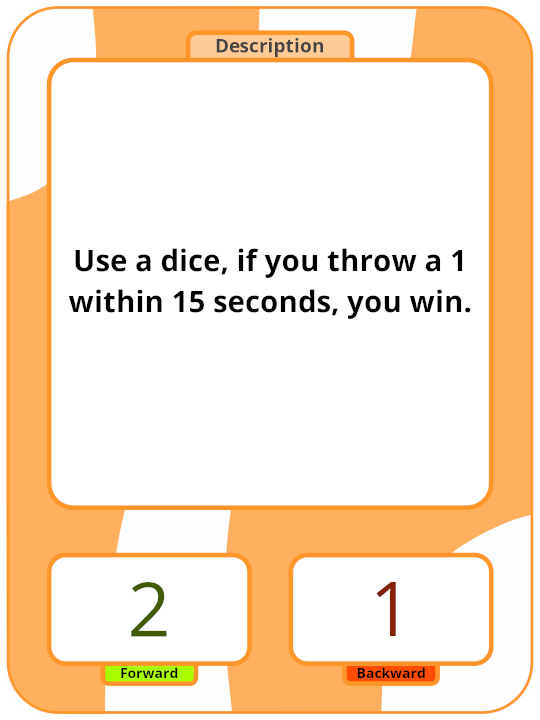 Description
Use a dice, if you throw a 1
within 15 seconds, you win.
2
1
Forward
Backward